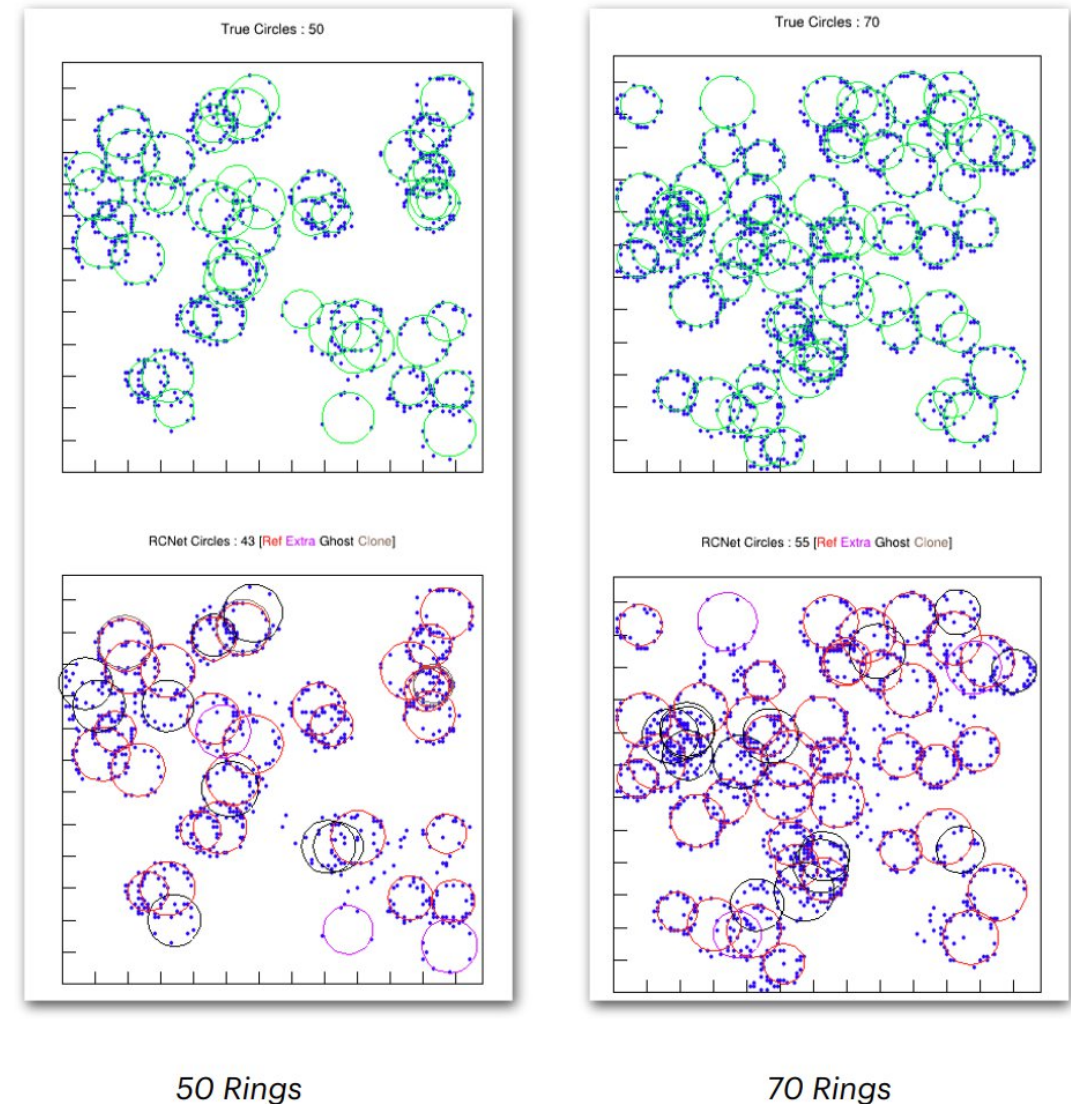 True Circles : 50
True Circles : 70
RCNet Circles : 43 [Ref Extra Ghost Clone]
RCNet Circles : 55 [Ref Extra Ghost Clone]
50 Rings
70 Rings